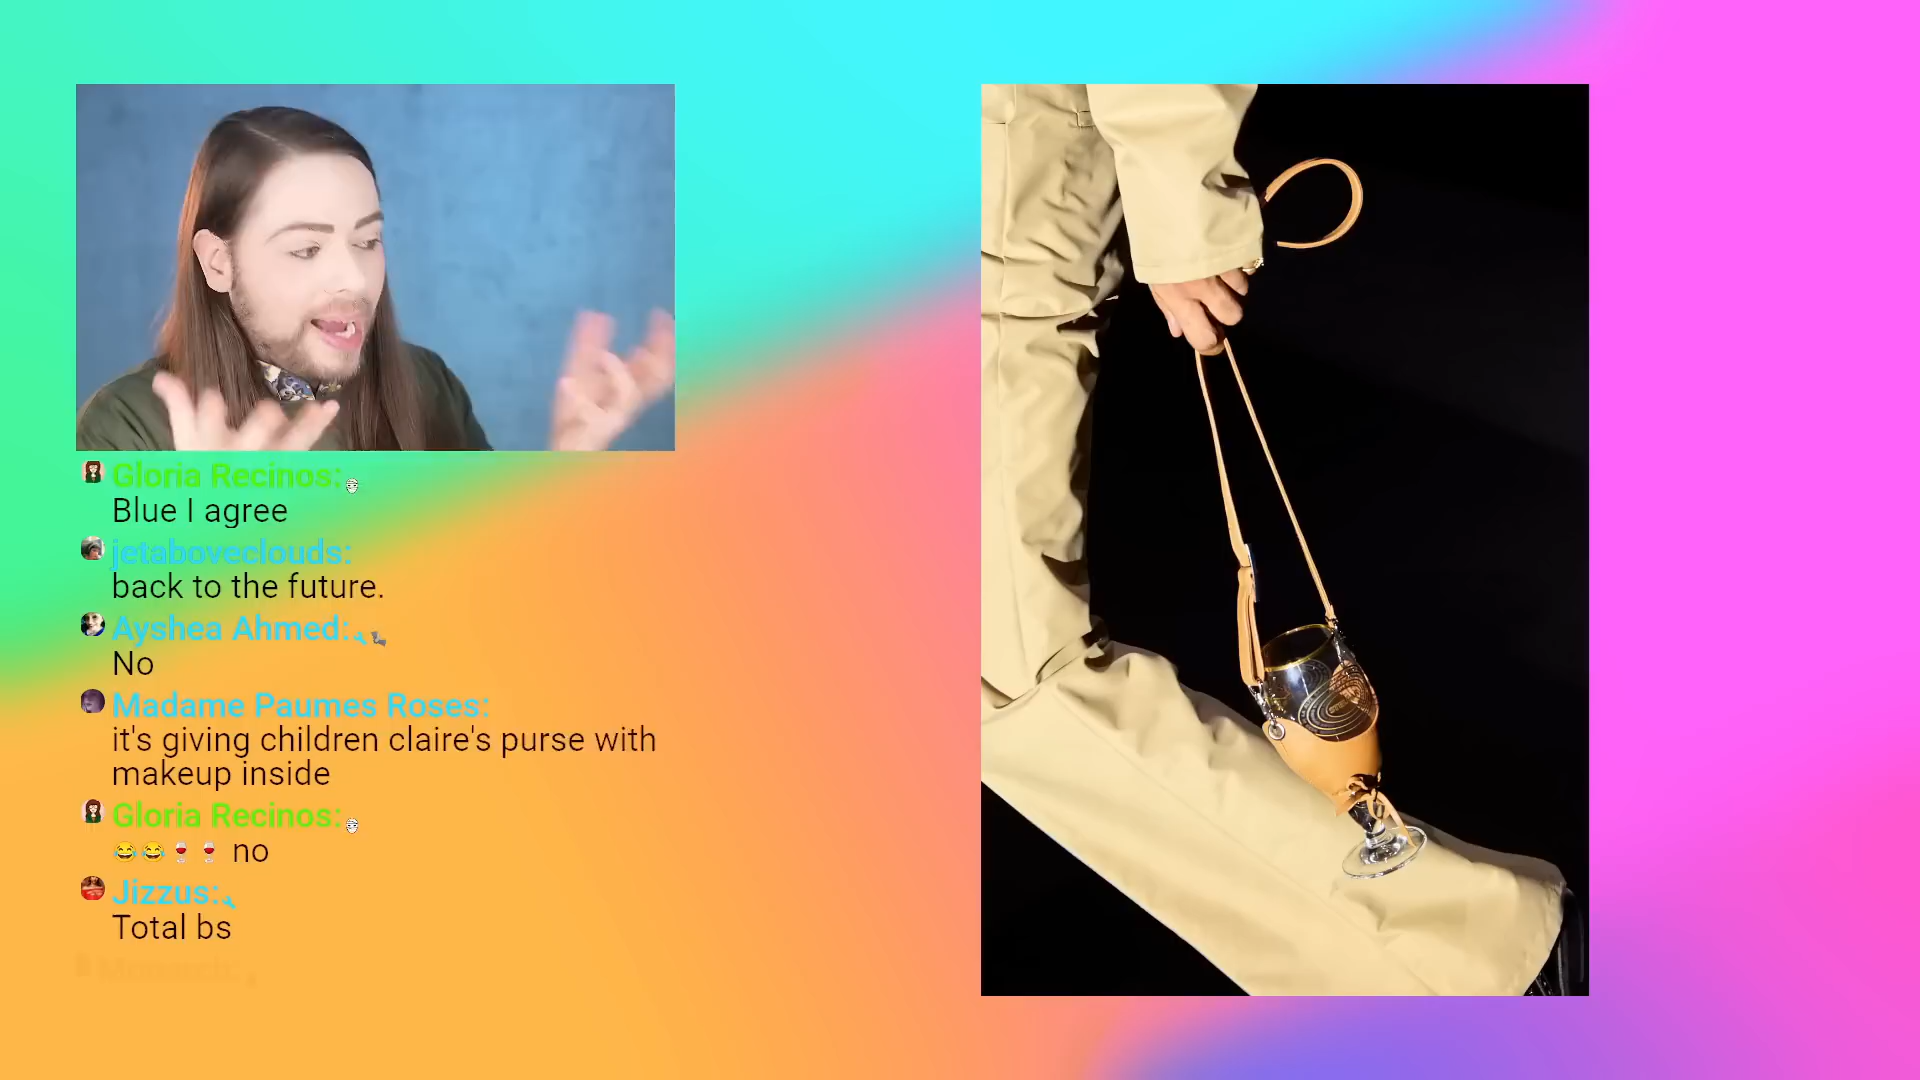 Gloria Recinos:
Blue I agree
jetaboveclouds:
back to the future.
Ayshea Ahmed:
No
Madame Paumes Roses:
it's giving children claire's purse with
makeup inside
Gloria Recinos:
😂😂🍷🍷 no
Jizzus:
Total bs